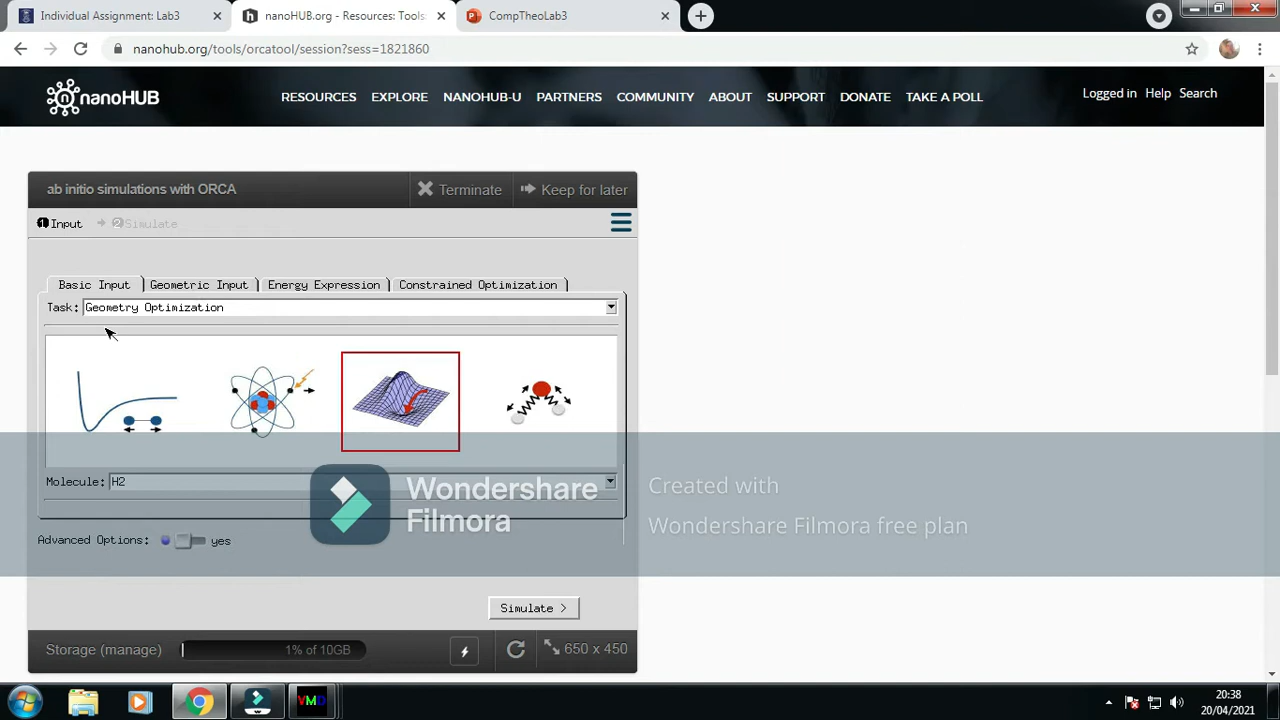 Individual Assignment: Lab3
nanoHUB.org - Resources: Tools:
CompTheoLab3
nanohub.org/tools/orcatool/session?sess=1821860
nanoHUB
RESOURCES EXPLORE NANOHUB-U PARTNERS COMMUNITY ABOUT SUPPORT DONATE TAKE A POLL
Logged in Help Search
ab initio simulations with ORCA
Terminate
Keep for later
1 Input → 2 Simulate
Basic Input Geometric Input Energy Expression Constrained Optimization
Task: Geometry Optimization
Molecule: H2
Wondershare
Filmora
Created with
Wondershare Filmora free plan
Advanced Options: yes
Simulate >
Storage (manage) 1% of 10GB 650 x 450
VMD
20:38
20/04/2021